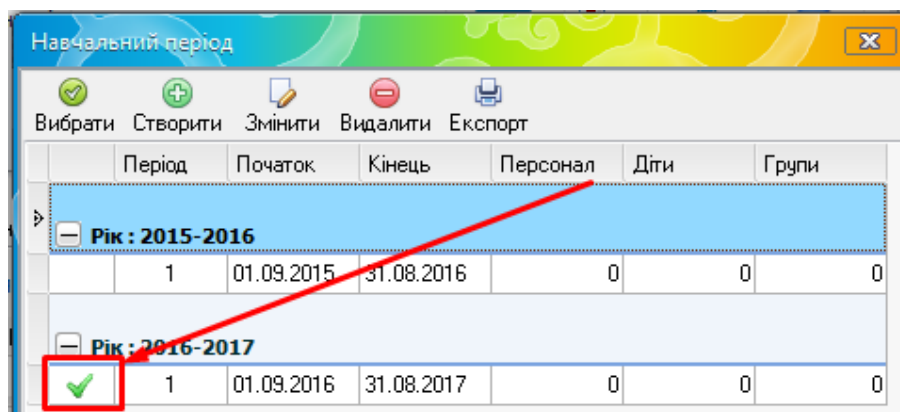 Навчальний період
Вибрати Створити Змінити Видалити Експорт
Період Початок Кінець Персонал Діти Групи
Рік : 2015-2016
1 01.09.2015 31.08.2016 0 0 0
Рік : 2016-2017
1 01.09.2016 31.08.2017 0 0 0